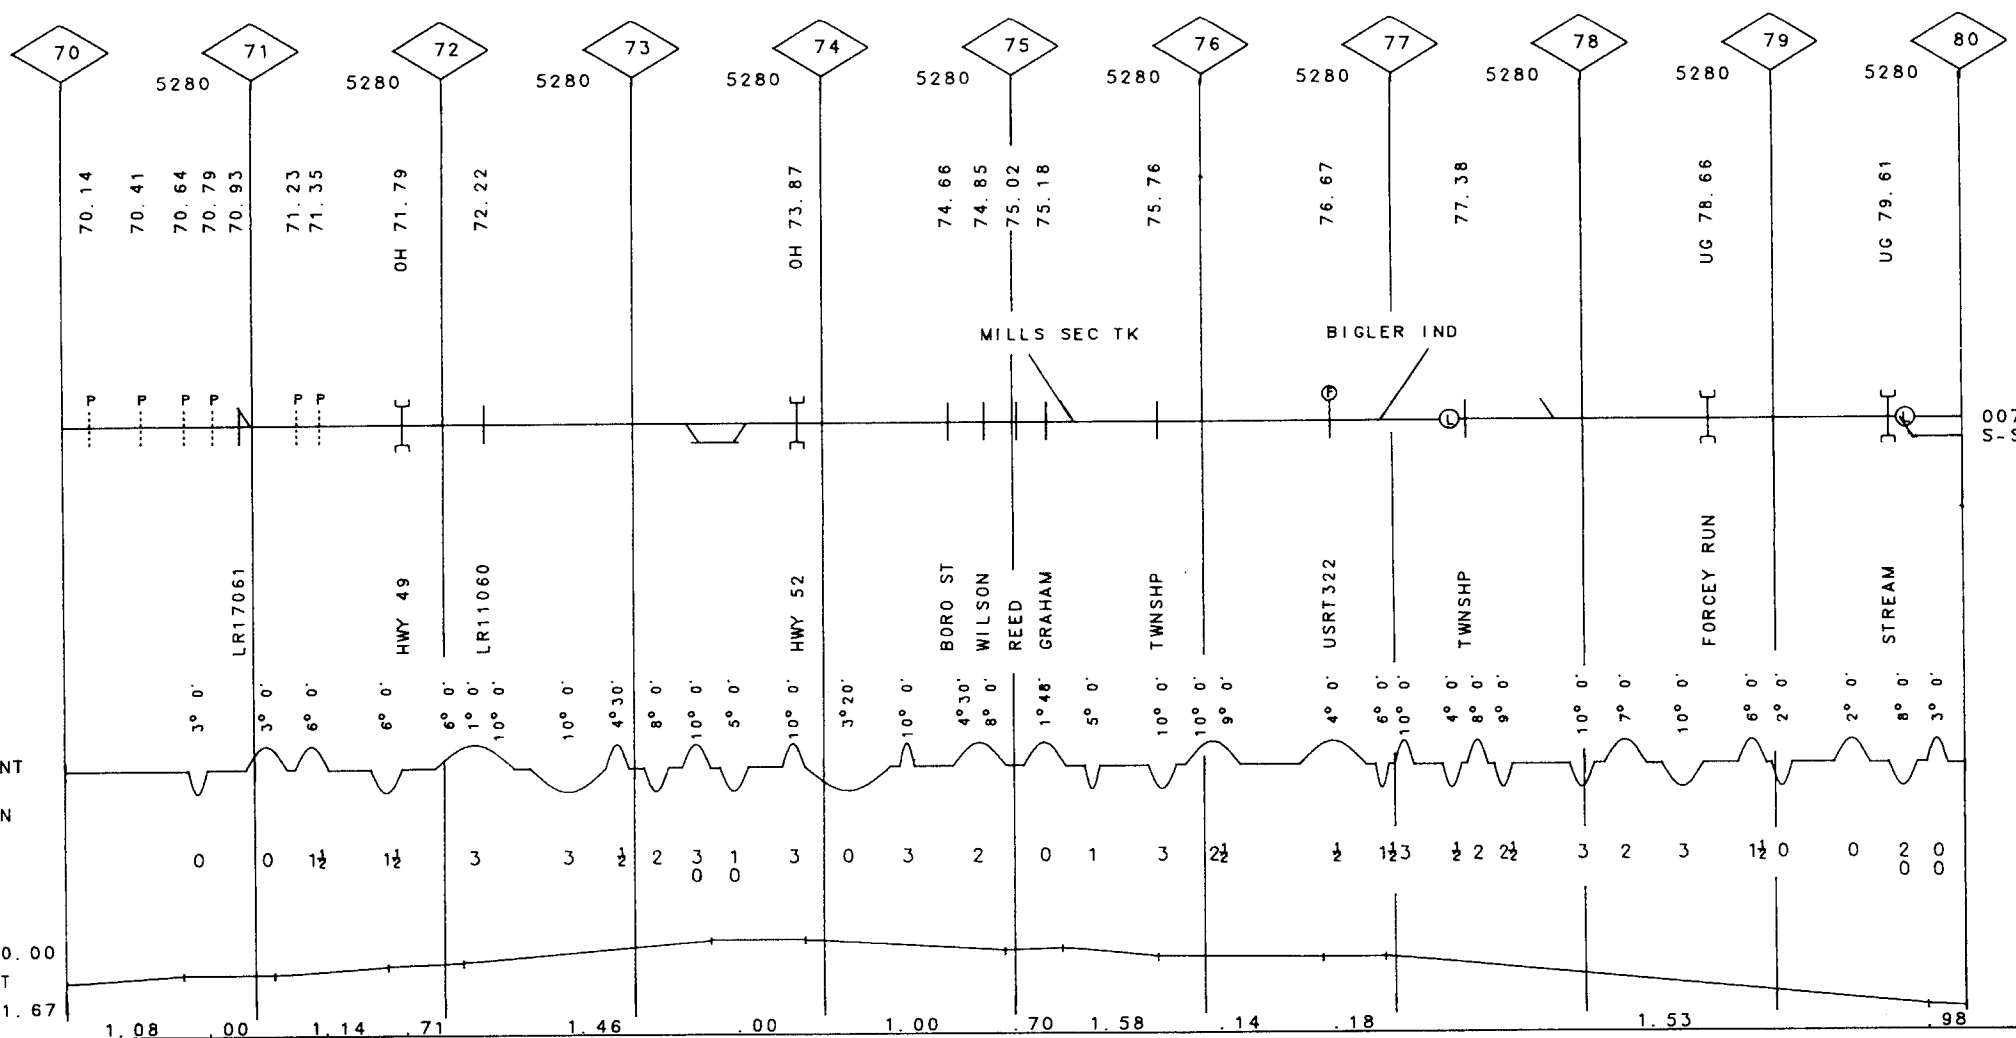 70 71 72 73 74 75 76 77 78 79 80
5280 5280 5280 5280 5280 5280 5280 5280 5280 5280
70.14 70.41 70.64 70.79 70.93 71.23 71.35 OH 71.79 72.22 OH 73.87 74.66 74.85 75.02 75.18 75.76 76.67 77.38 UG 78.66 UG 79.61
MILLS SEC TK BIGLER IND
P P P P P P F L L
007
S-S
LR17061 HWY 49 LR11060 HWY 52 BORO ST WILSON REED GRAHAM TWNSHP USRT322 TWNSHP FORCEY RUN STREAM
3° 0' 3° 0' 6° 0' 6° 0' 6° 0' 1° 0' 10° 0' 10° 0' 4° 30' 8° 0' 10° 0' 5° 0' 10° 0' 3° 20' 10° 0' 4° 30' 8° 0' 1° 48' 5° 0' 10° 0' 10° 0' 9° 0' 4° 0' 6° 0' 10° 0' 4° 0' 8° 0' 9° 0' 10° 0' 7° 0' 10° 0' 6° 0' 2° 0' 2° 0' 8° 0' 3° 0'
NT
N
0 0 1½ 1½ 3 3 ½ 2 3 1 3 0 3 2 0 1 3 2½ ½ 1½ 3 ½ 2 2½ 3 2 3 1½ 0 0 2 0
0 0 0 0
0.00
T
1.67
1.08 .00 1.14 .71 1.46 .00 1.00 .70 1.58 .14 .18 1.53 .98